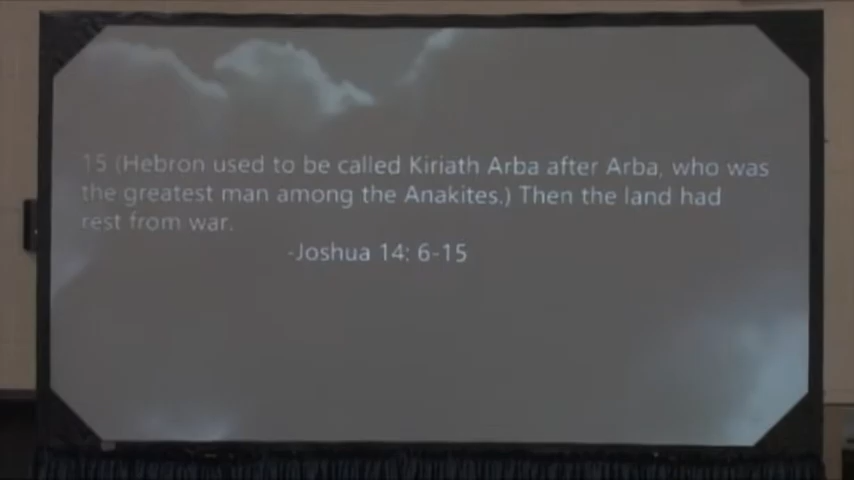 15 (Hebron used to be called Kiriath Arba after Arba, who was
the greatest man among the Anakites.) Then the land had
rest from war.
-Joshua 14: 6-15